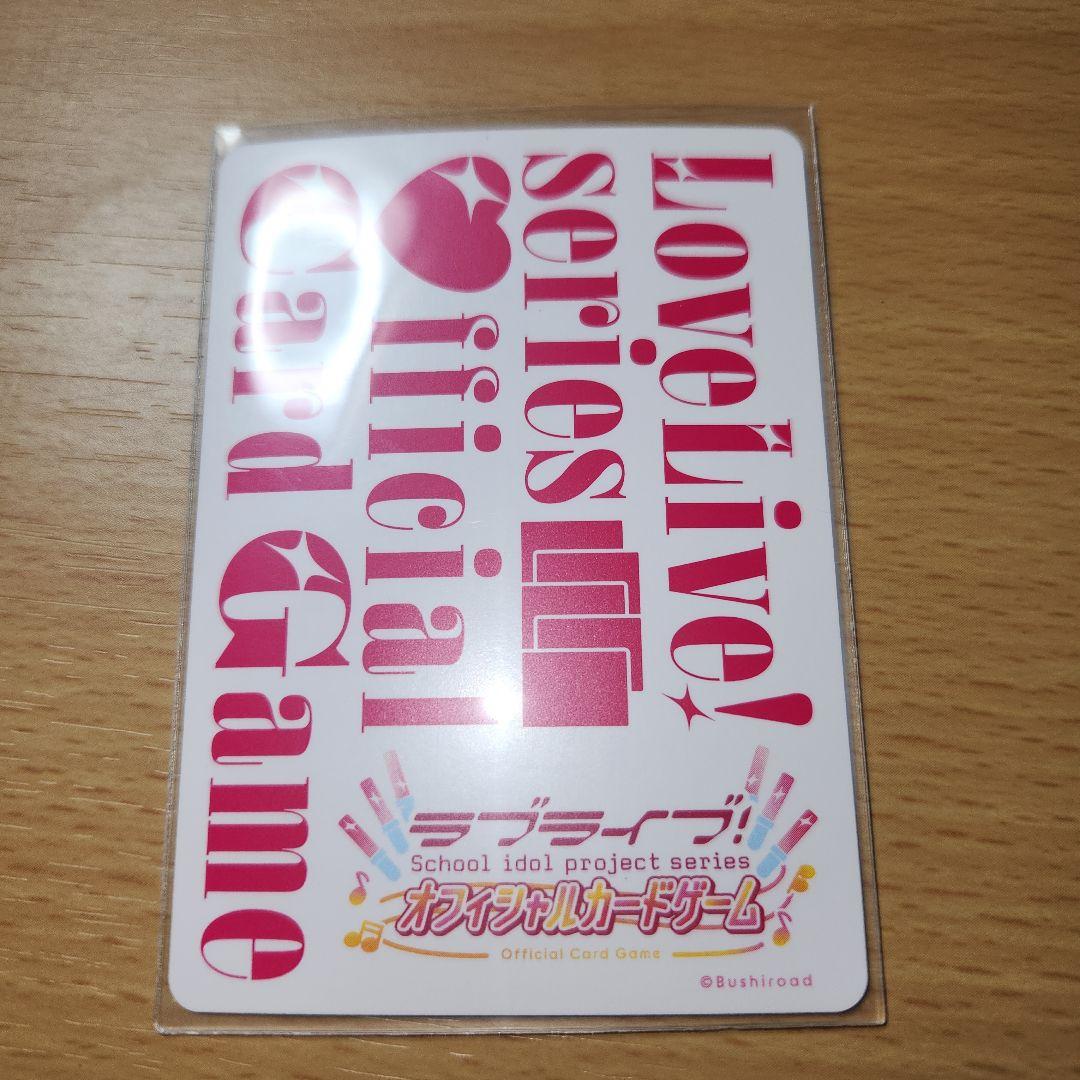 LoveLive!
series
Official
Card Game
ラブライブ!
School idol project series
オフィシャルカードゲーム
Official Card Game
©Bushiroad